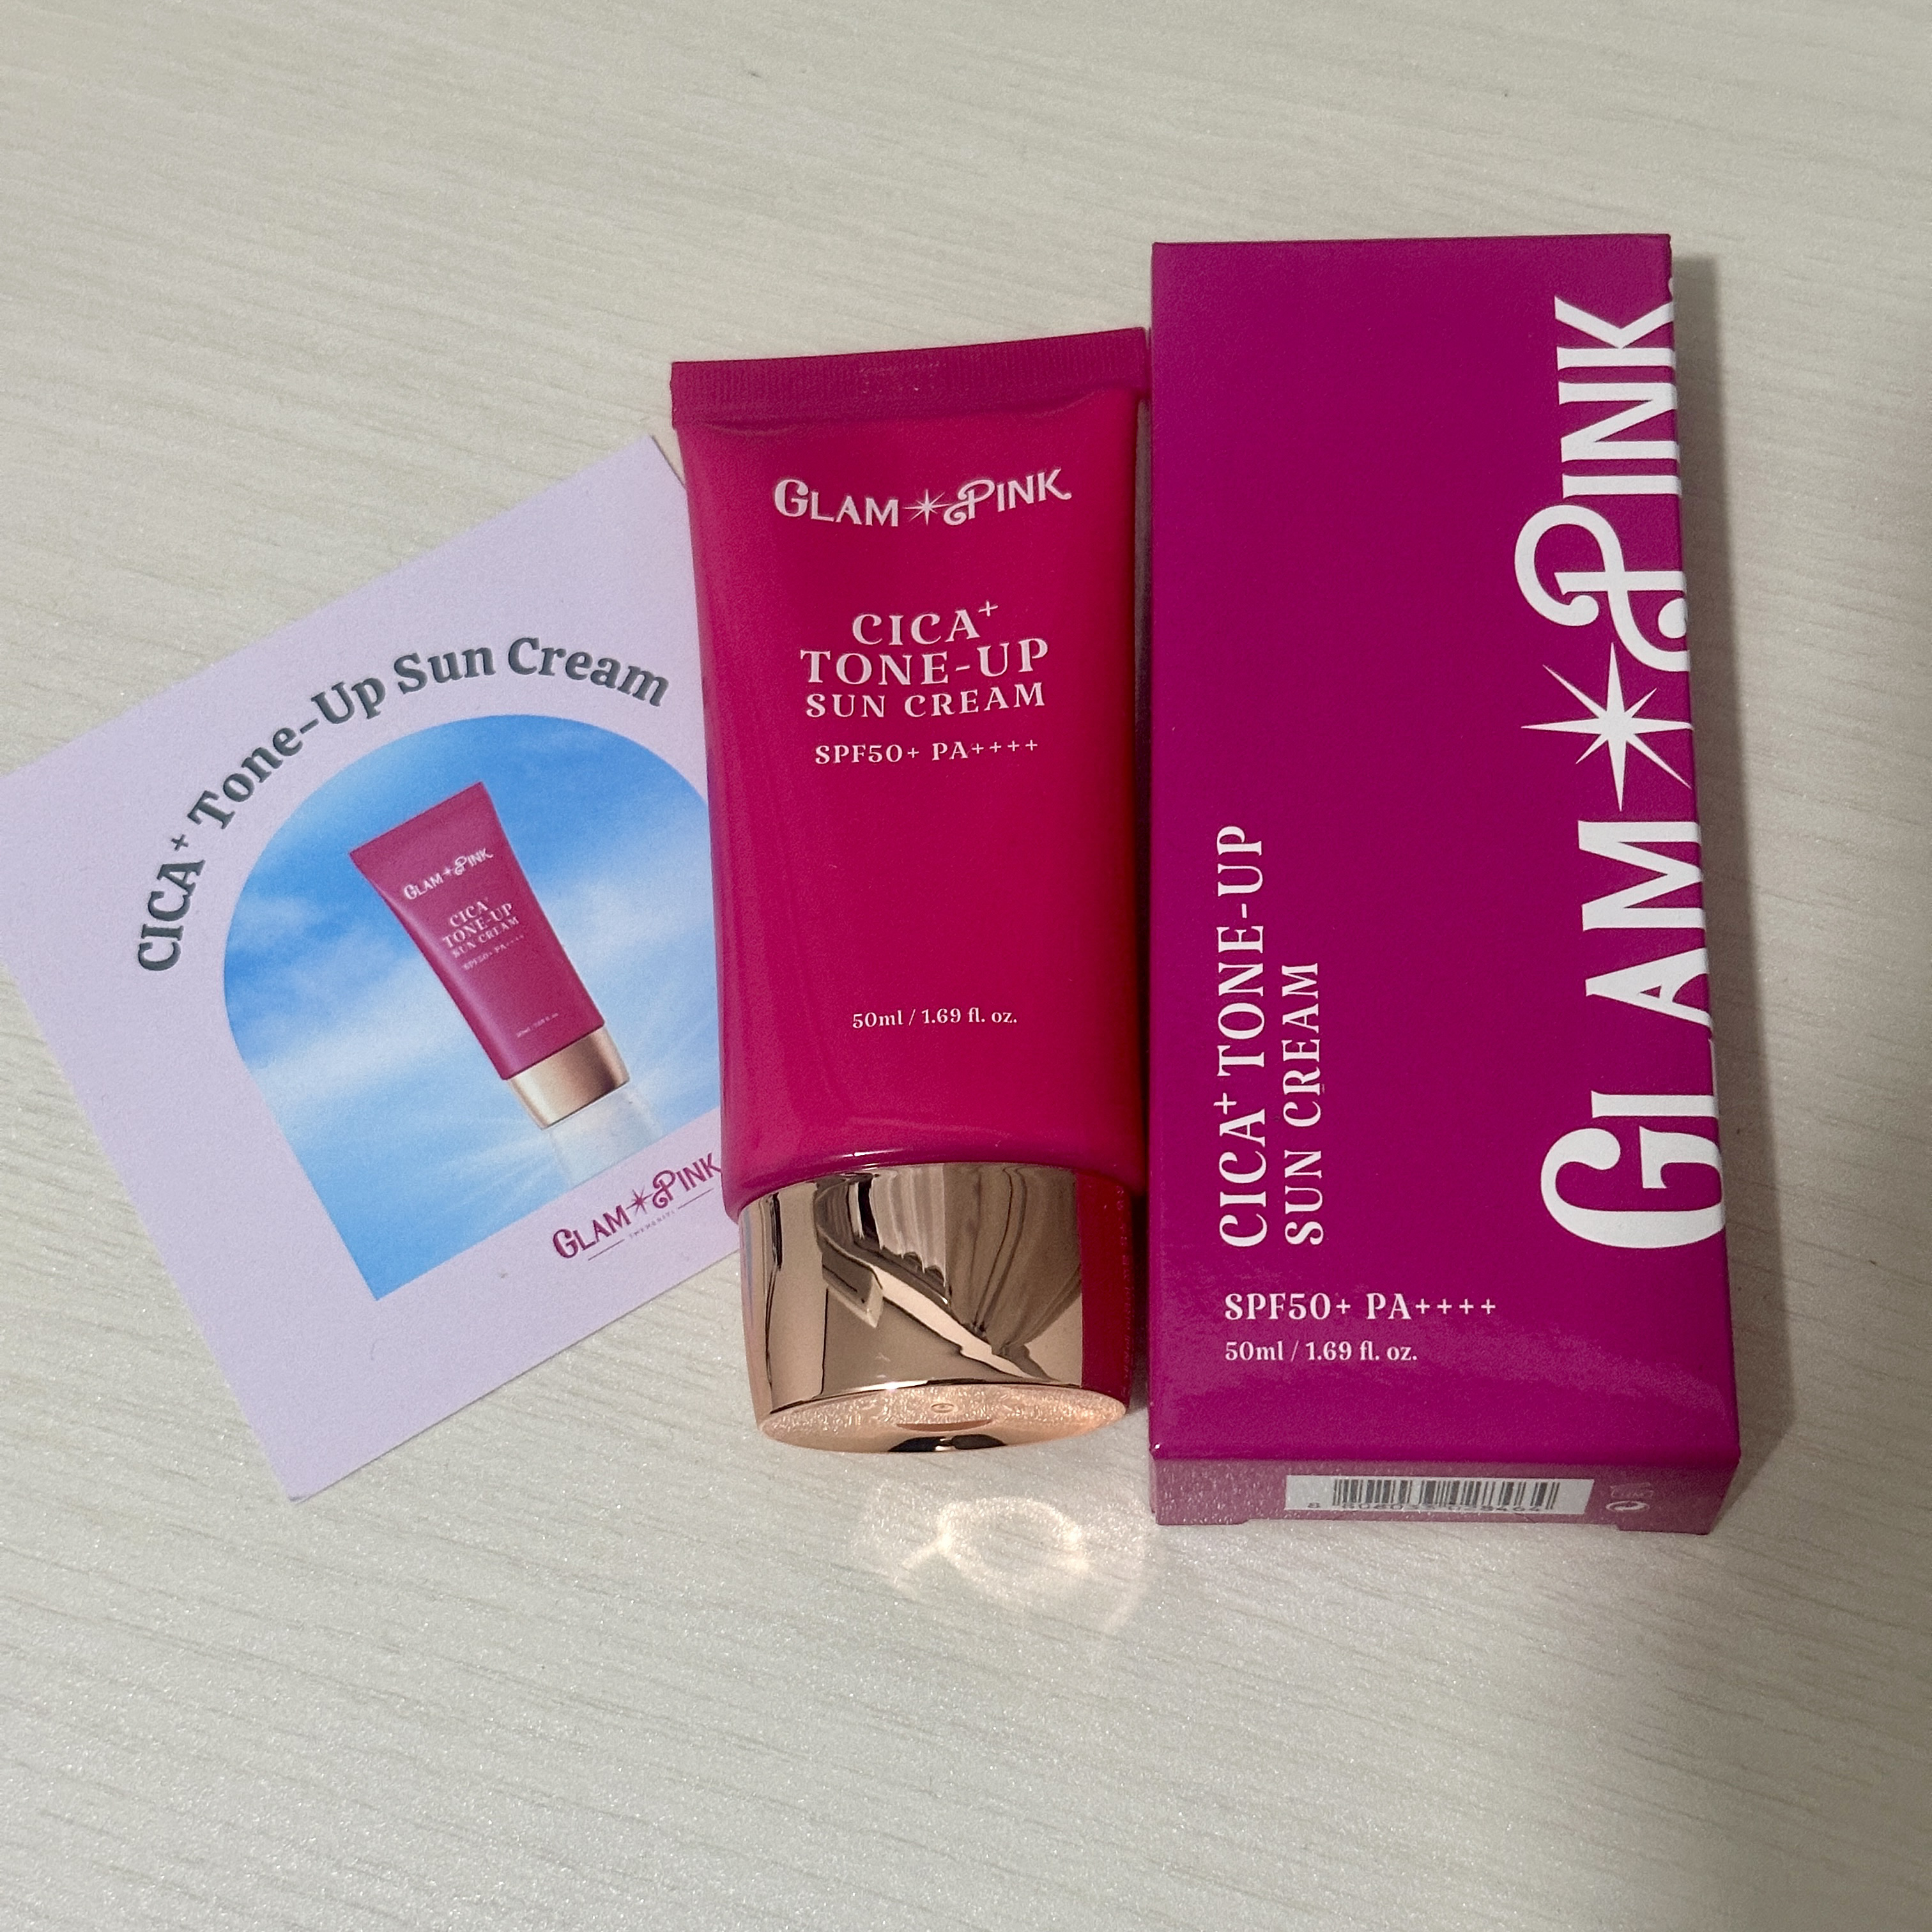 CICA⁺ Tone-Up Sun Cream
GLAM PINK
CICA⁺
TONE-UP
SUN CREAM
SPF50+ PA++++
GLAM PINK
GLAM PINK
CICA⁺
TONE-UP
SUN CREAM
SPF50+ PA++++
50ml / 1.69 fl. oz.
GLAM PINK
CICA⁺ TONE-UP
SUN CREAM
SPF50+ PA++++
50ml / 1.69 fl. oz.